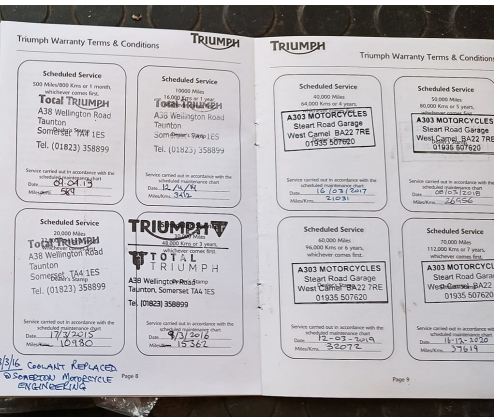 Triumph Warranty Terms & Conditions
TRIUMPH
Scheduled Service
500 Miles/800 Kms or 1 month,
whichever comes first.
Total TRIUMPH
A38 Wellington Road
Taunton
Somerset TA4 1ES
Tel. (01823) 358899
Service carried out in accordance with the
scheduled maintenance chart
Date 09.04.13
Miles 589
Scheduled Service
10000 Miles
16,000 Kms or 1 year
Total TRIUMPH
A38 Wellington Road
Taunton
Somerset TA4 1ES
Tel. (01823) 358899
Service carried out in accordance with the
scheduled maintenance chart
Date 12/4/14
Miles/Kms 3412
Scheduled Service
20,000 Miles
Total TRIUMPH
whichever comes first.
A38 Wellington Road
Taunton
Somerset TA4 1ES
Dealer's Stamp
Tel. (01823) 358899
Service carried out in accordance with the
scheduled maintenance chart
Date 17/3/2015
Miles 10980
TRIUMPH
48,000 Kms or 3 years,
whichever comes first.
TOTAL
TRIUMPH
A38 Wellington Road
Dealer's Stamp
Taunton, Somerset TA4 1ES
Tel. (01823) 358899
Service carried out in accordance with the
scheduled maintenance chart
Date 9/3/2016
Miles 15362
COOLANT REPLACED
@ SOMERTON MOTORCYCLE
ENGINEERING
Page 8
TRIUMPH
Triumph Warranty Terms & Conditions
Scheduled Service
40,000 Miles
64,000 Kms or 4 years,
whichever comes first.
A303 MOTORCYCLES
Steart Road Garage
West Camel BA22 7RE
01935 507620
Service carried out in accordance with the
scheduled maintenance chart
Date 16/03/2017
Miles/Kms 21031
Scheduled Service
50,000 Miles
80,000 Kms or 5 years,
whichever comes first.
A303 MOTORCYCLES
Steart Road Garage
West Camel BA22 7RE
01935 507620
Service carried out in accordance with the
scheduled maintenance chart
Date 08/03/2018
Miles/Kms 26956
Scheduled Service
60,000 Miles
96,000 Kms or 6 years,
whichever comes first.
A303 MOTORCYCLES
Steart Road Garage
West Camel BA22 7RE
01935 507620
Service carried out in accordance with the
scheduled maintenance chart
Date 12-03-2019
Miles/Kms 32072
Scheduled Service
70,000 Miles
112,000 Kms or 7 years,
whichever comes first.
A303 MOTORCYCLES
Steart Road Garage
West Camel BA22 7RE
01935 507620
Service carried out in accordance with the
scheduled maintenance chart
Date 16-12-2020
Miles/Kms 37619
Page 9